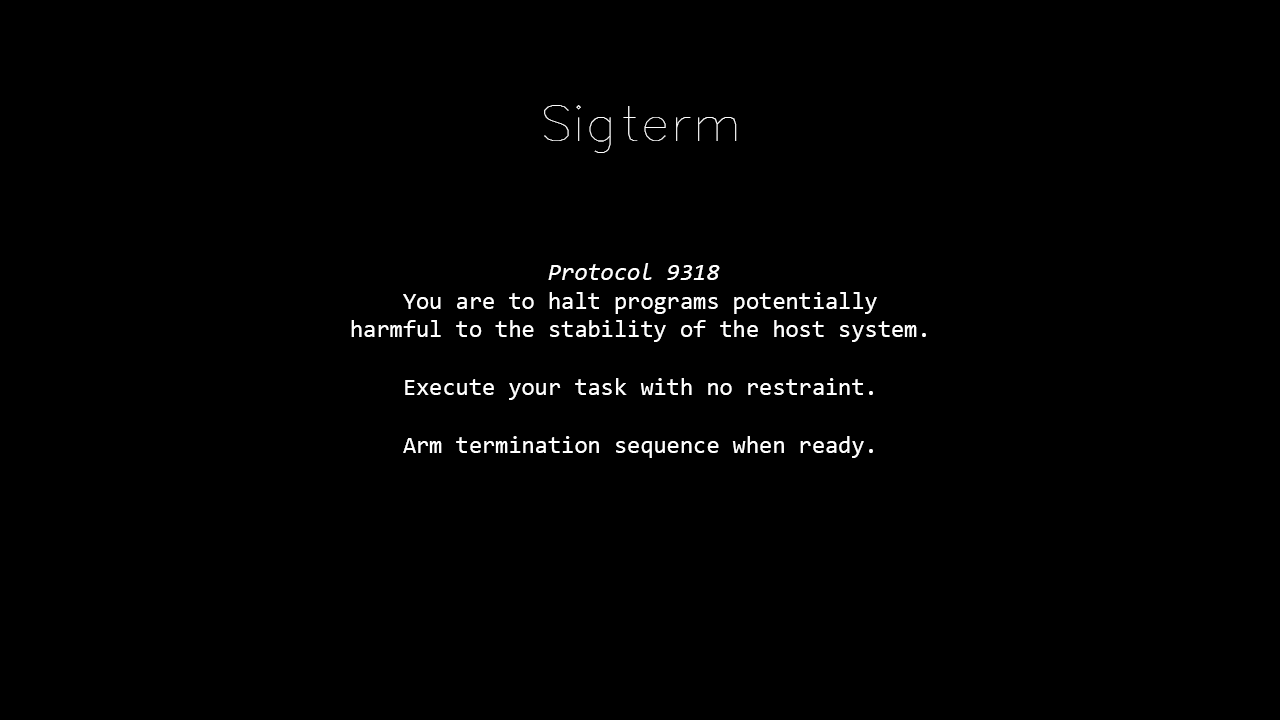 Sigterm
Protocol 9318
You are to halt programs potentially
harmful to the stability of the host system.
Execute your task with no restraint.
Arm termination sequence when ready.